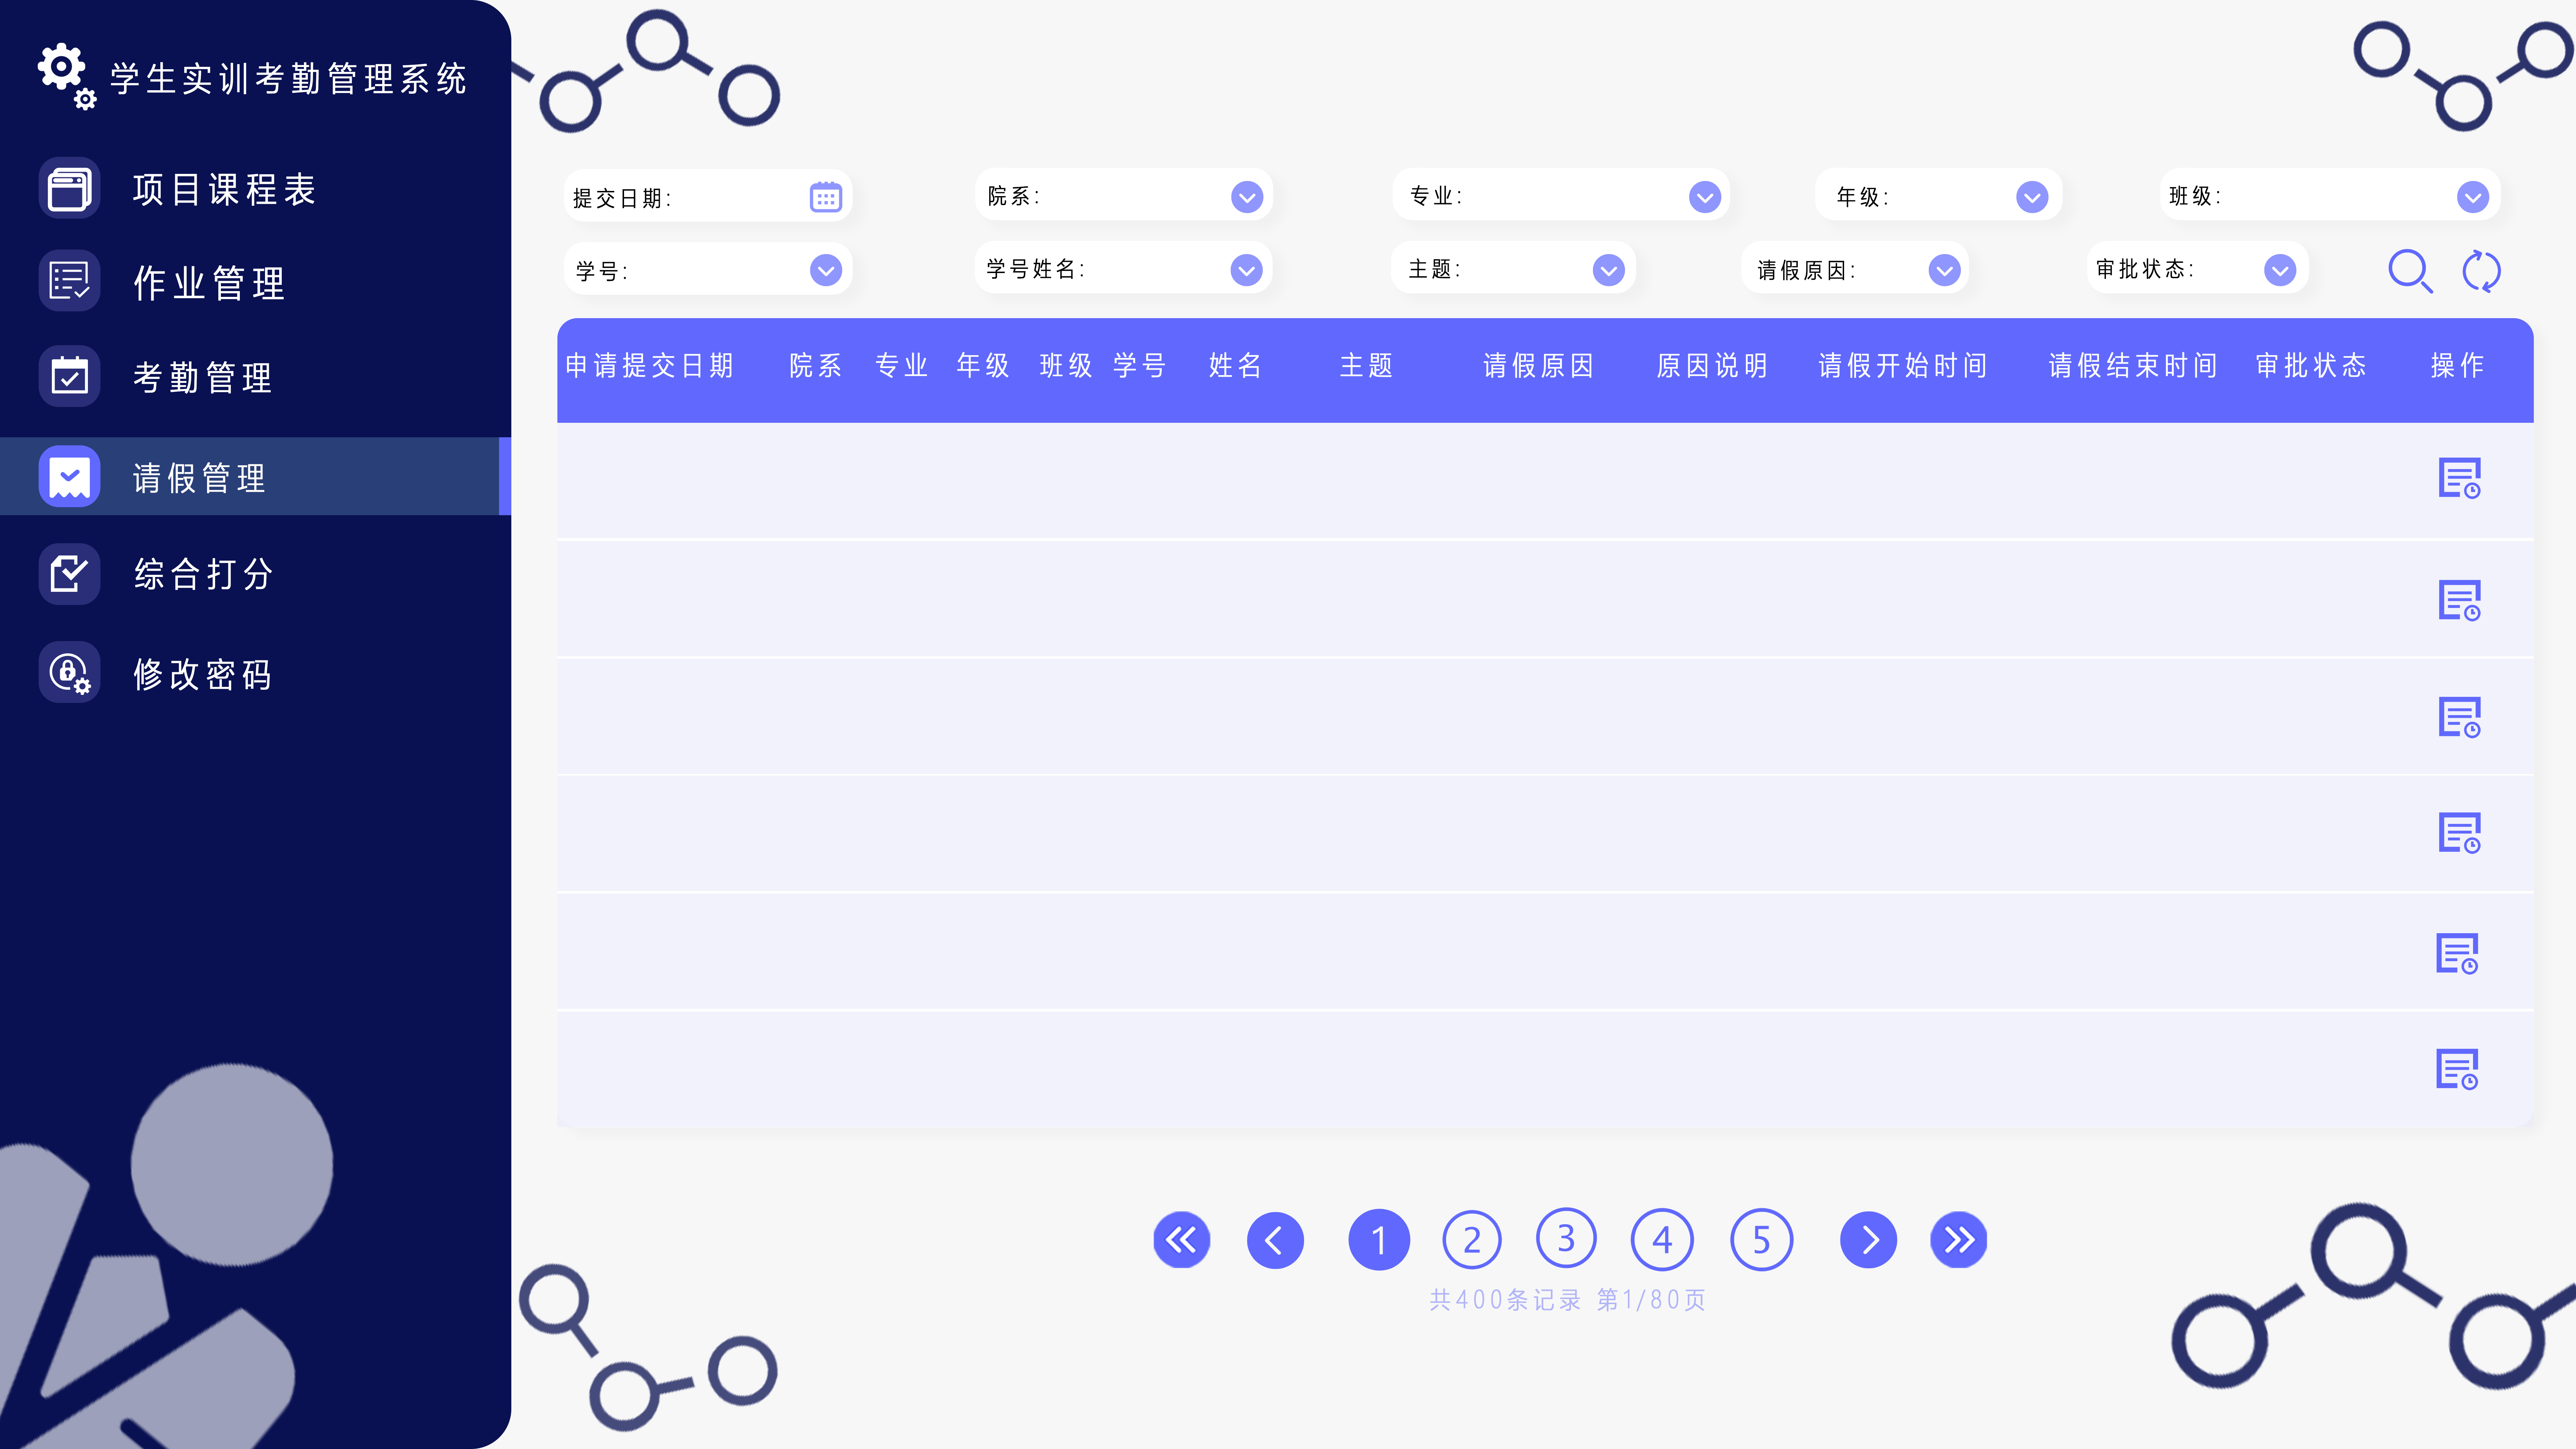 学生实训考勤管理系统
项目课程表
作业管理
考勤管理
请假管理
综合打分
修改密码
提交日期: 院系: 专业: 年级: 班级:
学号: 学号姓名: 主题: 请假原因: 审批状态:
申请提交日期 院系 专业 年级 班级 学号 姓名 主题 请假原因 原因说明 请假开始时间 请假结束时间 审批状态 操作
1 2 3 4 5
共400条记录 第1/80页